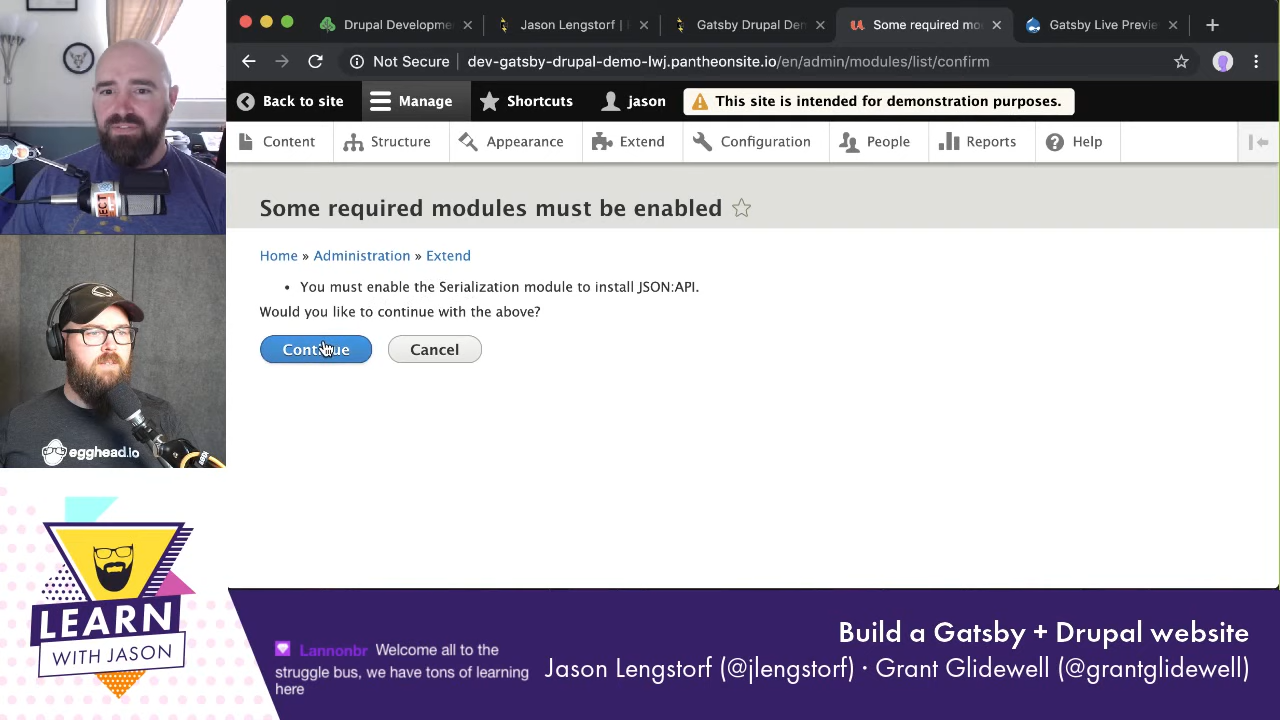 Drupal Developme
Jason Lengstorf |
Gatsby Drupal Den
Some required mo
Gatsby Live Previe
Not Secure
dev-gatsby-drupal-demo-lwj.pantheonsite.io/en/admin/modules/list/confirm
Back to site
Manage
Shortcuts
jason
This site is intended for demonstration purposes.
Content
Structure
Appearance
Extend
Configuration
People
Reports
Help
Some required modules must be enabled
Home » Administration » Extend
• You must enable the Serialization module to install JSON:API.
Would you like to continue with the above?
Continue
Cancel
egghead.io
LEARN
WITH JASON
Lannonbr Welcome all to the
struggle bus, we have tons of learning
here
Build a Gatsby + Drupal website
Jason Lengstorf (@jlengstorf) · Grant Glidewell (@grantglidewell)